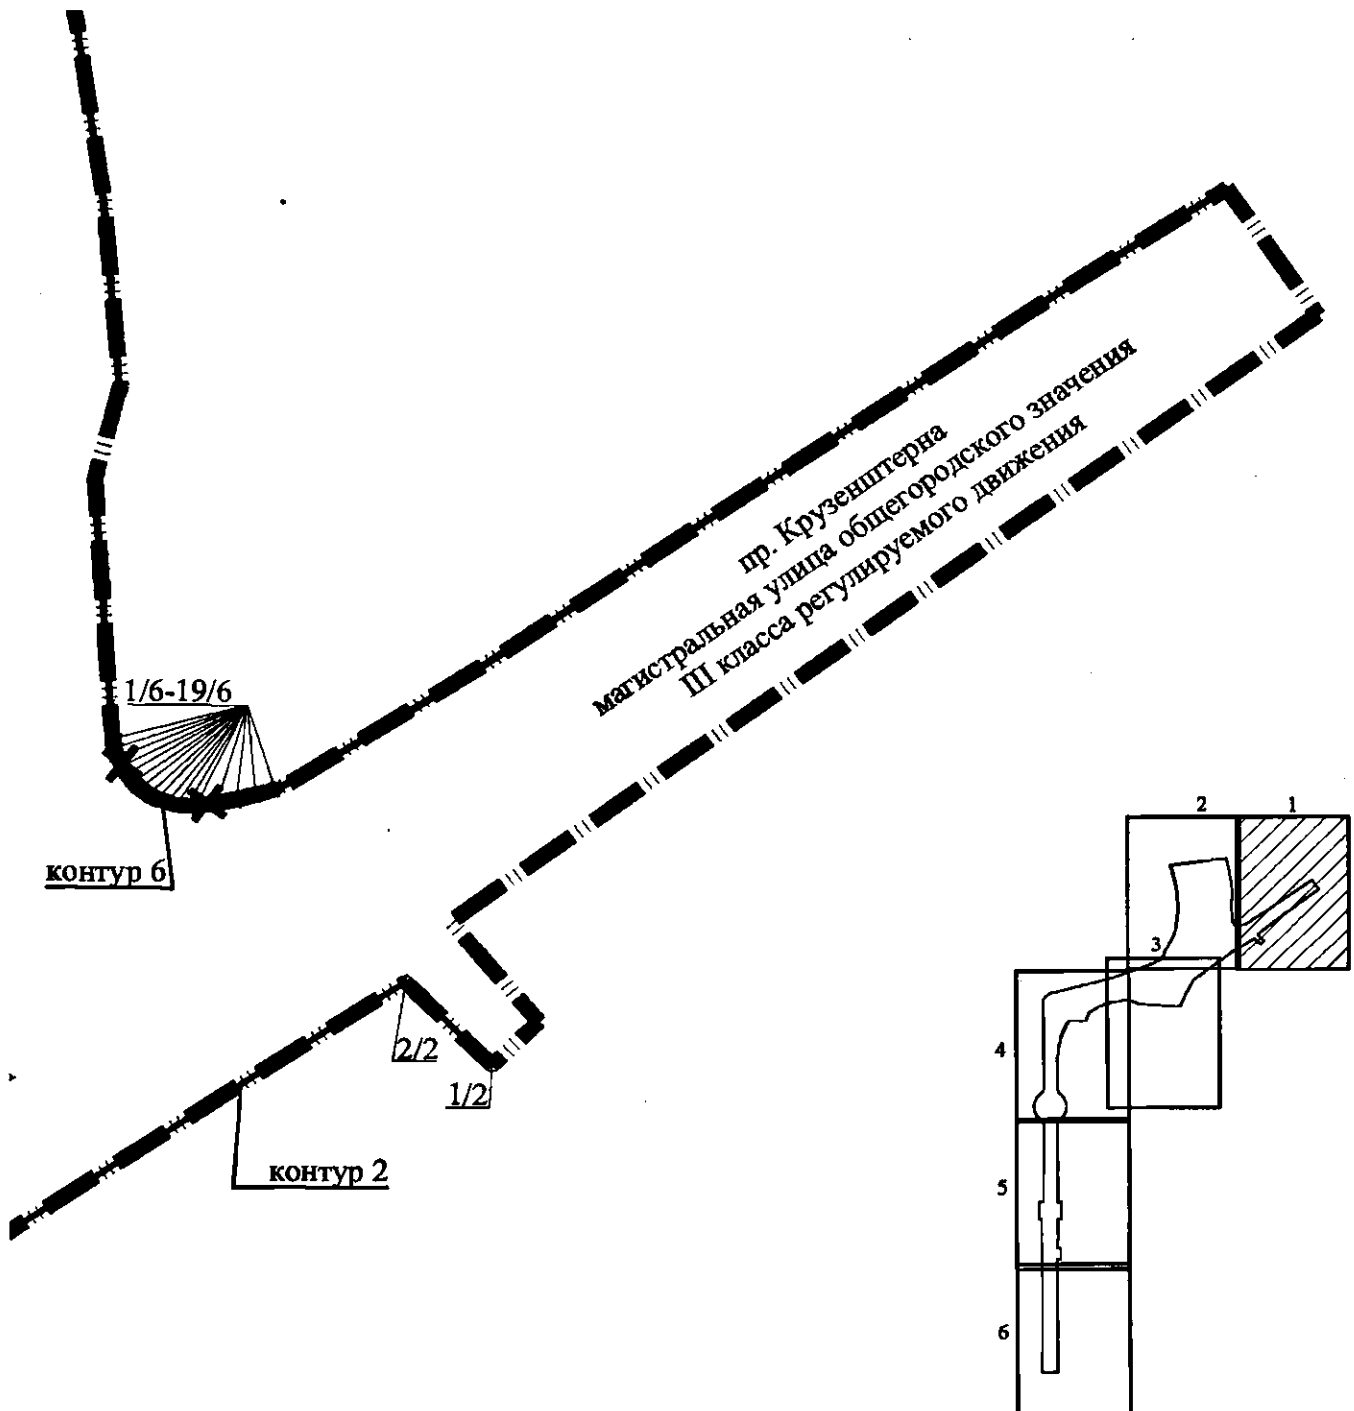 пр. Крузенштерна
магистральная улица общегородского значения
III класса регулируемого движения
1/6-19/6
контур 6
2/2
1/2
контур 2
2
1
3
4
5
6